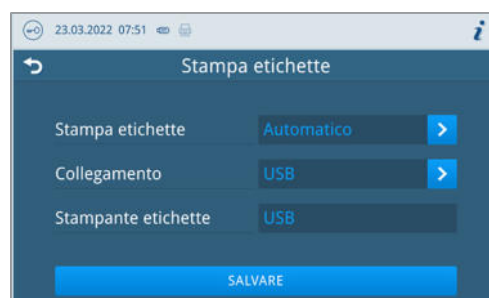 23.03.2022 07:51
i
Stampa etichette
Stampa etichette Automatico
Collegamento USB
Stampante etichette USB
SALVARE